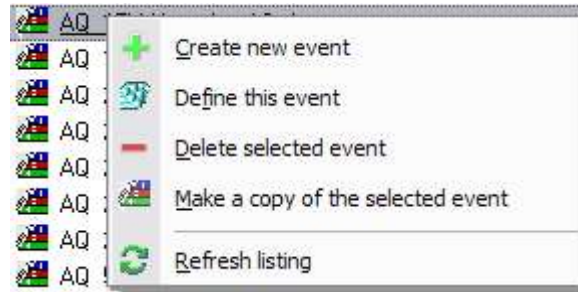 AQ
Create new event
AQ
AQ
Define this event
AQ
Delete selected event
AQ
AQ
Make a copy of the selected event
AQ
AQ
Refresh listing